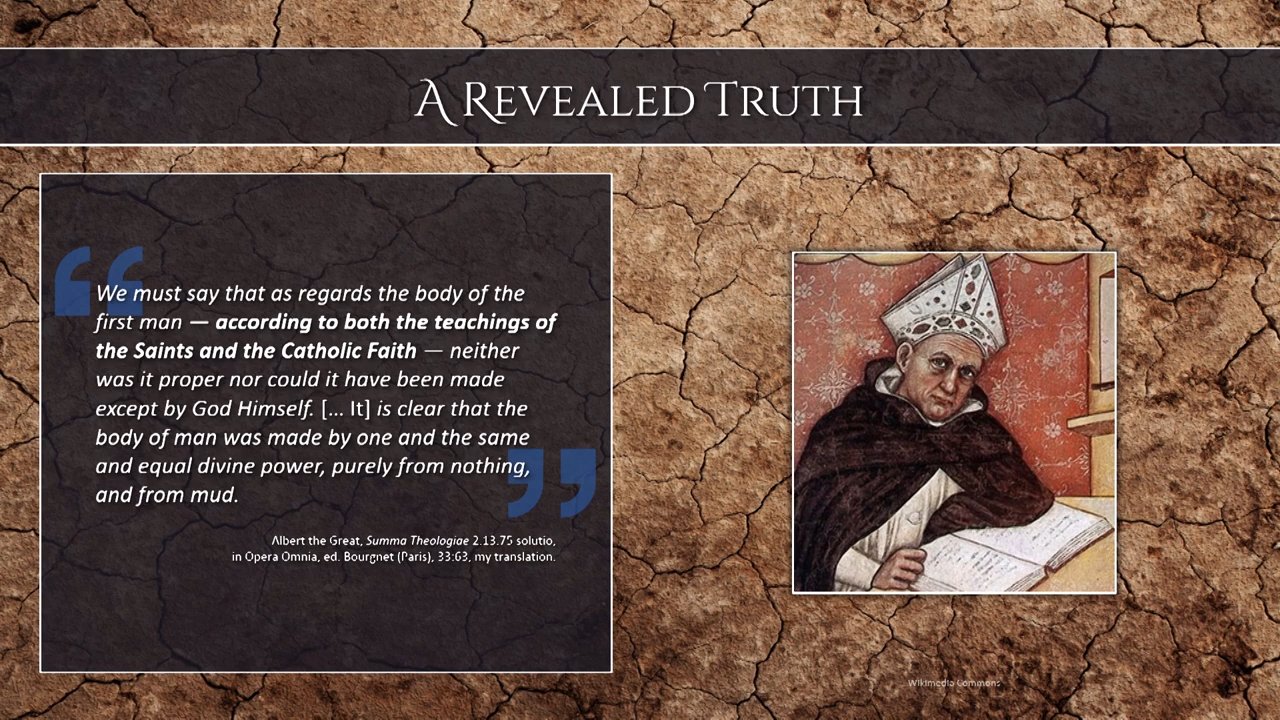 A Revealed Truth
We must say that as regards the body of the
first man — according to both the teachings of
the Saints and the Catholic Faith — neither
was it proper nor could it have been made
except by God Himself. [... It] is clear that the
body of man was made by one and the same
and equal divine power, purely from nothing,
and from mud.
Albert the Great, Summa Theologiae 2.13.75 solutio,
in Opera Omnia, ed. Bourgnet (Paris), 33:63, my translation.
Wikimedia Commons